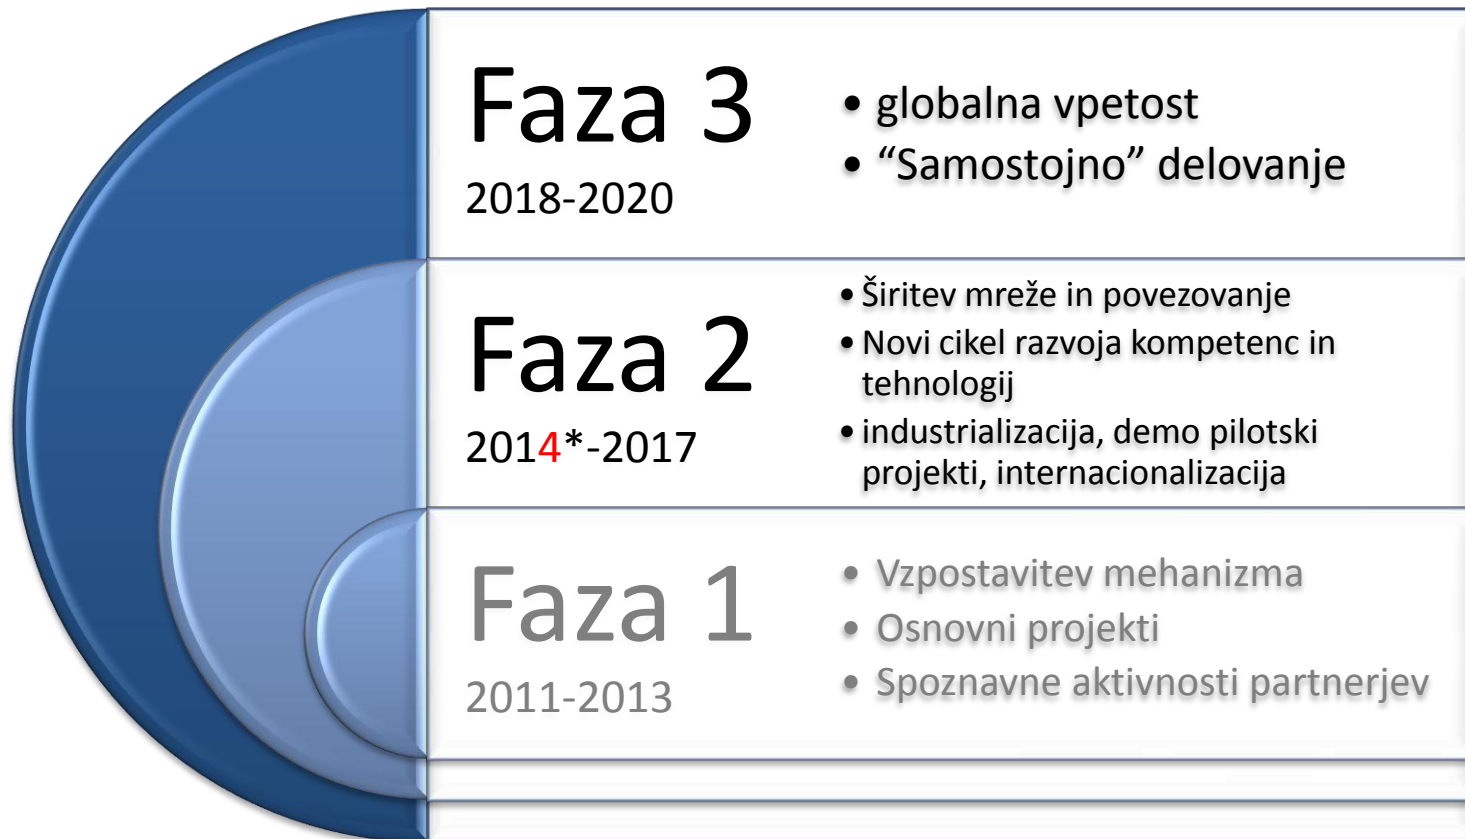 Faza 3
2018-2020
• globalna vpetost
• “Samostojno” delovanje
Faza 2
2014*-2017
• Širitev mreže in povezovanje
• Novi cikel razvoja kompetenc in
tehnologij
• industrializacija, demo pilotski
projekti, internacionalizacija
Faza 1
2011-2013
• Vzpostavitev mehanizma
• Osnovni projekti
• Spoznavne aktivnosti partnerjev